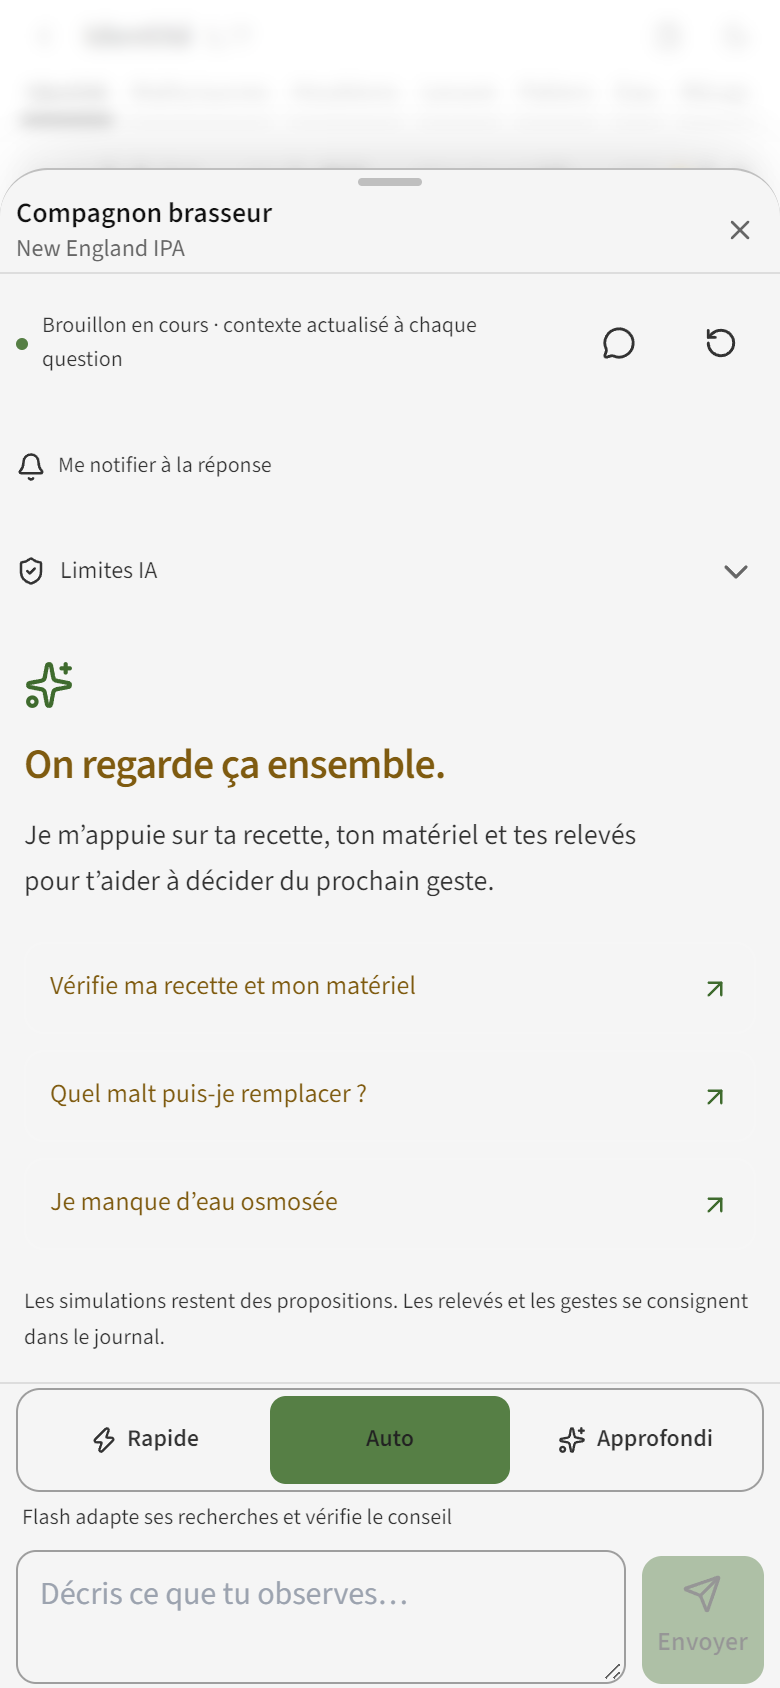 Compagnon brasseur
New England IPA
Brouillon en cours · contexte actualisé à chaque
question
Me notifier à la réponse
Limites IA
On regarde ça ensemble.
Je m’appuie sur ta recette, ton matériel et tes relevés
pour t’aider à décider du prochain geste.
Vérifie ma recette et mon matériel
Quel malt puis-je remplacer ?
Je manque d’eau osmosée
Les simulations restent des propositions. Les relevés et les gestes se consignent
dans le journal.
Rapide
Auto
Approfondi
Flash adapte ses recherches et vérifie le conseil
Décris ce que tu observes…
Envoyer